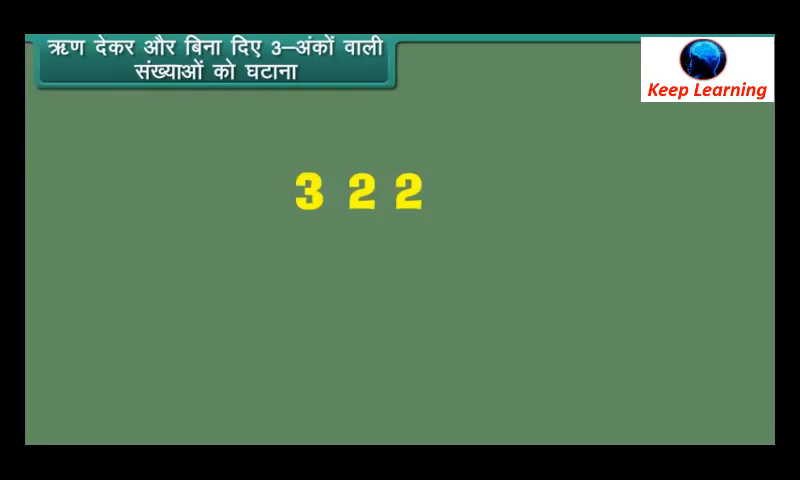 ऋण देकर और बिना दिए 3–अंकों वाली
संख्याओं को घटाना
Keep Learning
3 2 2